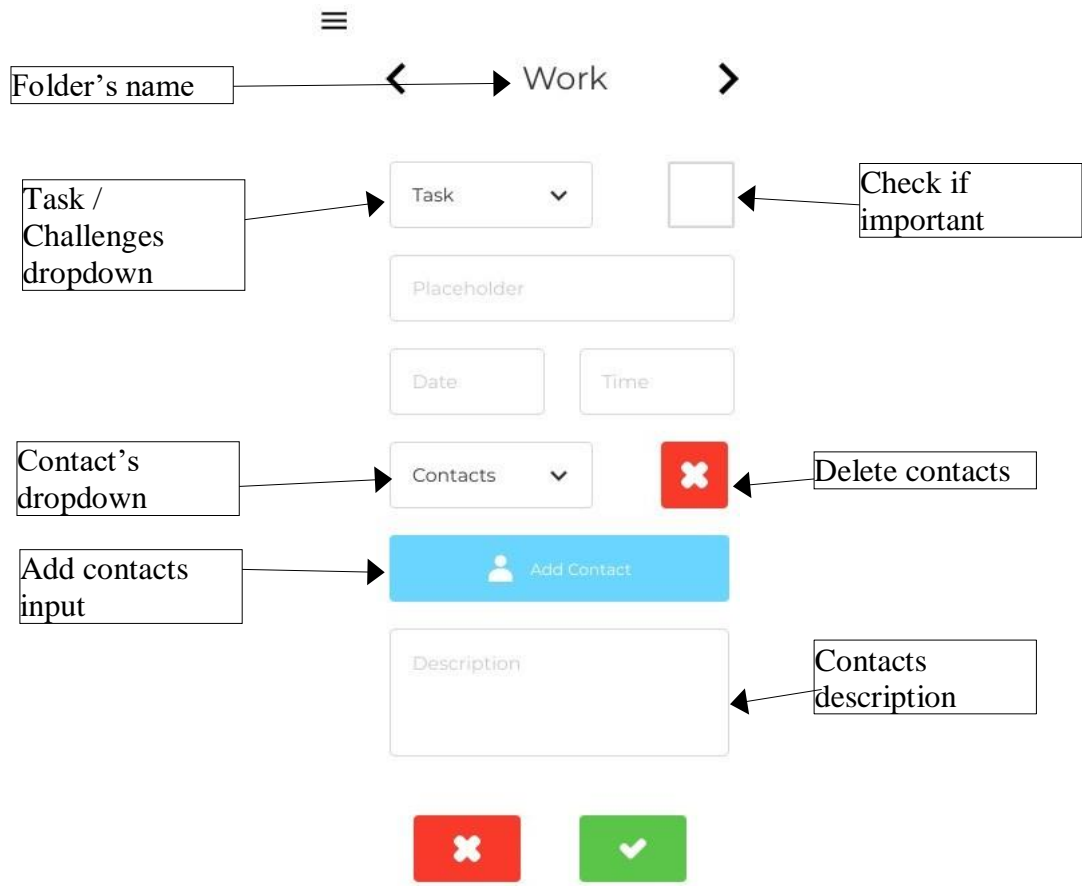 Folder’s name
Work
Task /
Challenges
dropdown
Task
Check if
important
Placeholder
Date
Time
Contact’s
dropdown
Contacts
Delete contacts
Add contacts
input
Add Contact
Description
Contacts
description